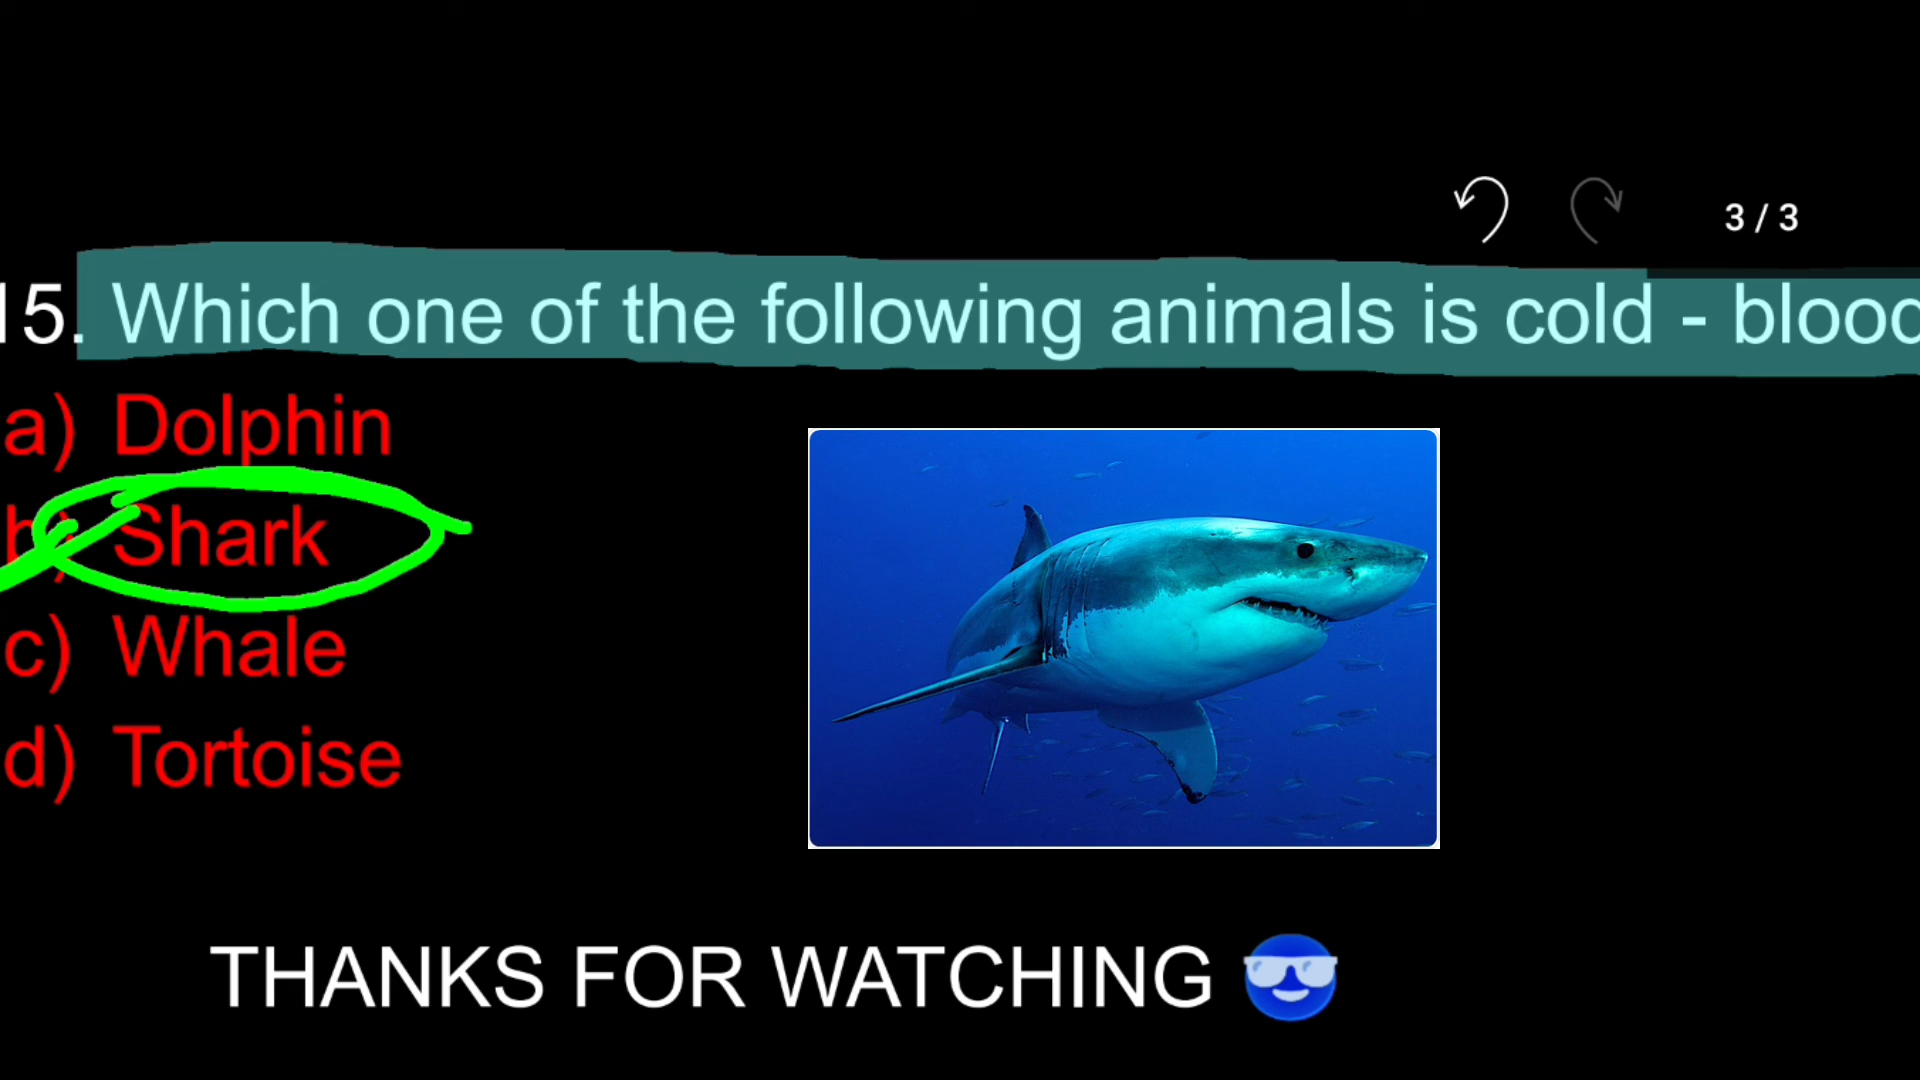 3 / 3
15. Which one of the following animals is cold - blood
a) Dolphin
b) Shark
c) Whale
d) Tortoise
THANKS FOR WATCHING 😎